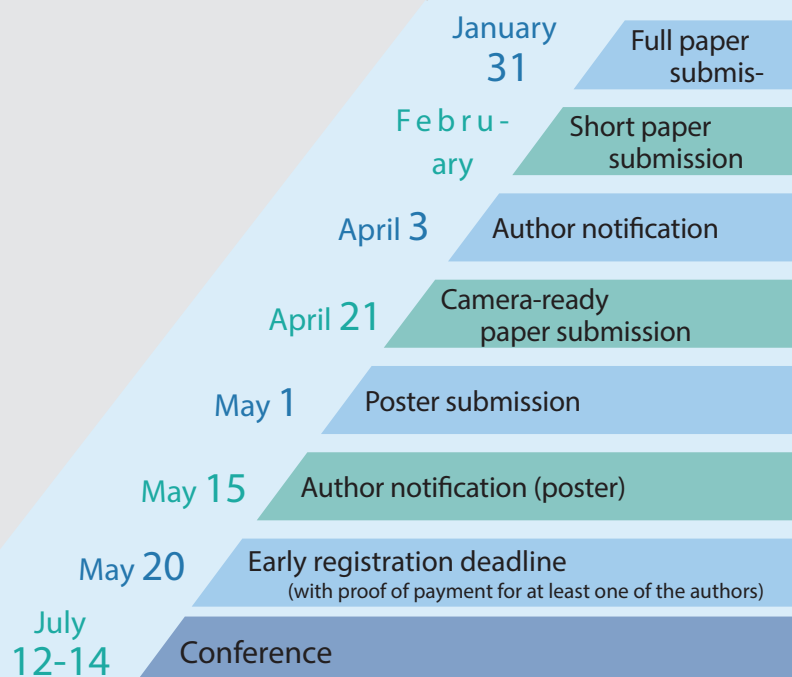 January
31
Full paper
submis-
Febru-
ary
Short paper
submission
April 3
Author notification
April 21
Camera-ready
paper submission
May 1
Poster submission
May 15
Author notification (poster)
May 20
Early registration deadline
(with proof of payment for at least one of the authors)
July
12-14
Conference